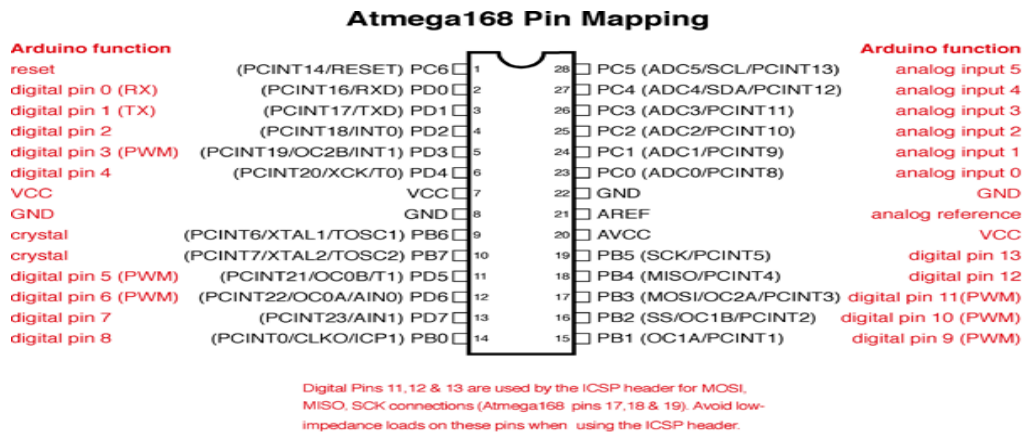 Atmega168 Pin Mapping
Arduino function Arduino function
reset (PCINT14/RESET) PC6 1 28 PC5 (ADC5/SCL/PCINT13) analog input 5
digital pin 0 (RX) (PCINT16/RXD) PD0 2 27 PC4 (ADC4/SDA/PCINT12) analog input 4
digital pin 1 (TX) (PCINT17/TXD) PD1 3 26 PC3 (ADC3/PCINT11) analog input 3
digital pin 2 (PCINT18/INT0) PD2 4 25 PC2 (ADC2/PCINT10) analog input 2
digital pin 3 (PWM) (PCINT19/OC2B/INT1) PD3 5 24 PC1 (ADC1/PCINT9) analog input 1
digital pin 4 (PCINT20/XCK/T0) PD4 6 23 PC0 (ADC0/PCINT8) analog input 0
VCC VCC 7 22 GND GND
GND GND 8 21 AREF analog reference
crystal (PCINT6/XTAL1/TOSC1) PB6 9 20 AVCC VCC
crystal (PCINT7/XTAL2/TOSC2) PB7 10 19 PB5 (SCK/PCINT5) digital pin 13
digital pin 5 (PWM) (PCINT21/OC0B/T1) PD5 11 18 PB4 (MISO/PCINT4) digital pin 12
digital pin 6 (PWM) (PCINT22/OC0A/AIN0) PD6 12 17 PB3 (MOSI/OC2A/PCINT3) digital pin 11(PWM)
digital pin 7 (PCINT23/AIN1) PD7 13 16 PB2 (SS/OC1B/PCINT2) digital pin 10 (PWM)
digital pin 8 (PCINT0/CLKO/ICP1) PB0 14 15 PB1 (OC1A/PCINT1) digital pin 9 (PWM)
Digital Pins 11,12 & 13 are used by the ICSP header for MOSI,
MISO, SCK connections (Atmega168 pins 17,18 & 19). Avoid low-
impedance loads on these pins when using the ICSP header.